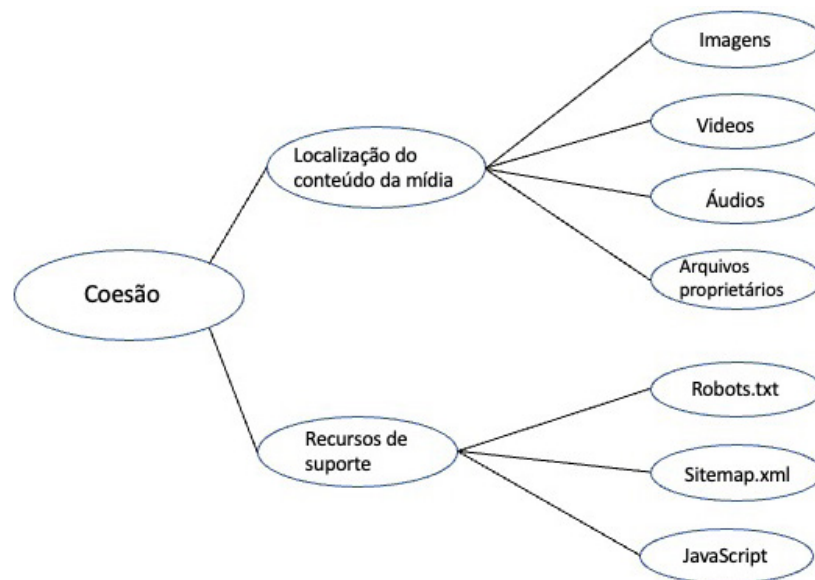 Coesão
Localização do
conteúdo da mídia
Imagens
Videos
Áudios
Arquivos
proprietários
Recursos de
suporte
Robots.txt
Sitemap.xml
JavaScript